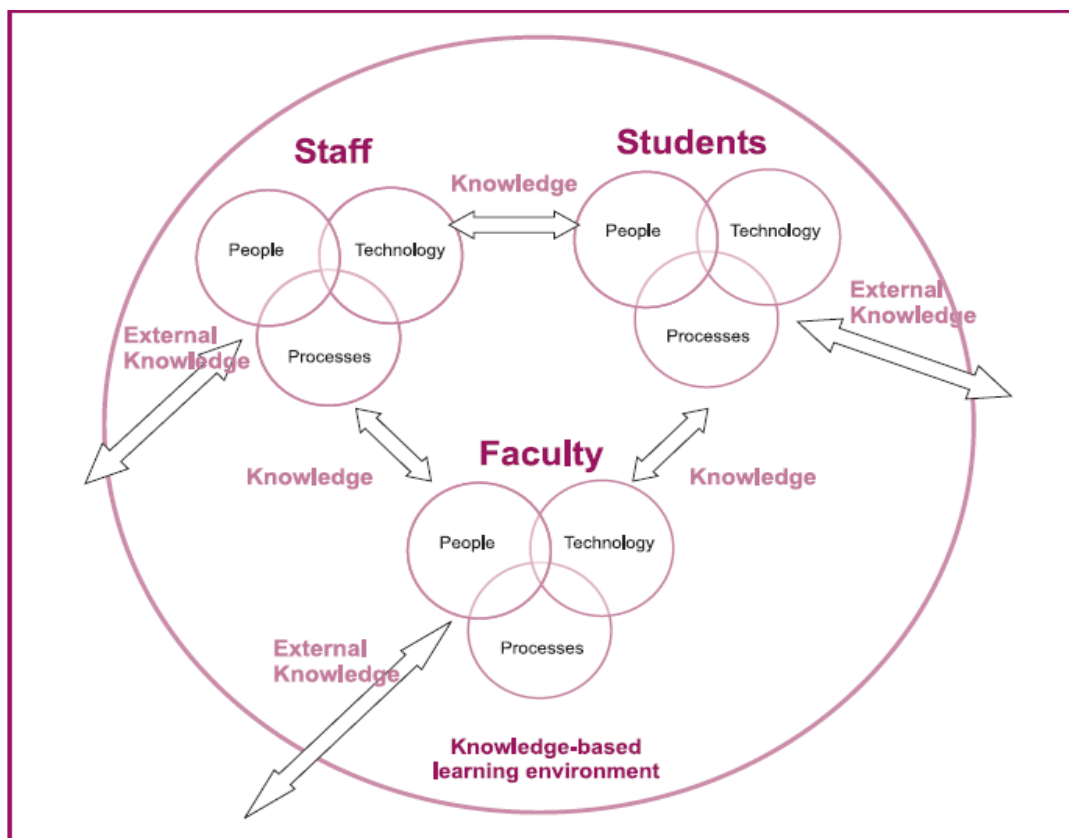 Staff
Students
Knowledge
People
Technology
Processes
People
Technology
Processes
External
Knowledge
External
Knowledge
Knowledge
Faculty
Knowledge
People
Technology
Processes
External
Knowledge
Knowledge-based
learning environment